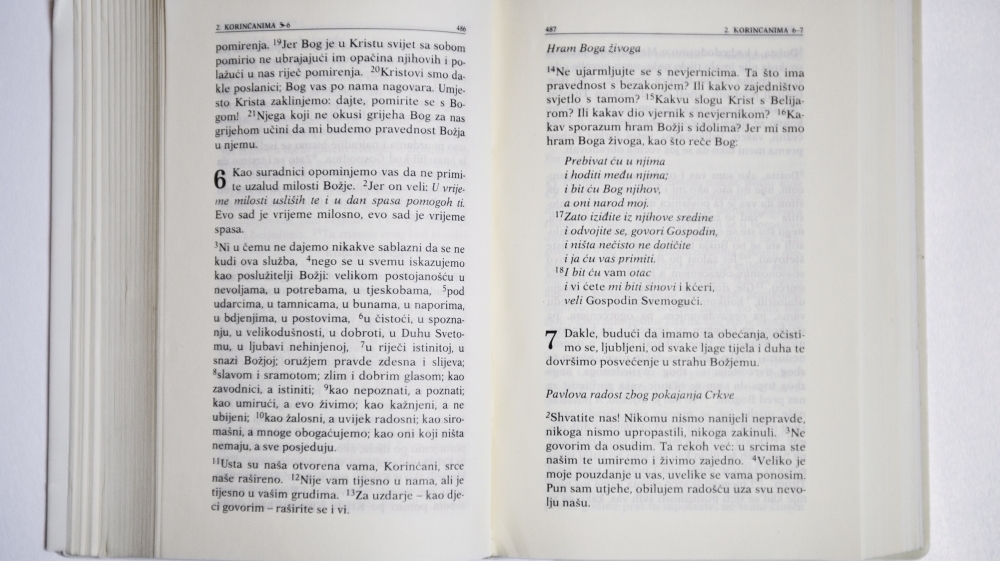 2. KORINĆANIMA 5-6 486
pomirenja. ¹⁹Jer Bog je u Kristu svijet sa sobom
pomirio ne ubrajajući im opačina njihovih i po-
lažući u nas riječ pomirenja. ²⁰Kristovi smo da-
kle poslanici; Bog vas po nama nagovara. Umje-
sto Krista zaklinjemo: dajte, pomirite se s Bo-
gom! ²¹Njega koji ne okusi grijeha Bog za nas
grijehom učini da mi budemo pravednost Božja
u njemu.
6 Kao suradnici opominjemo vas da ne primi-
te uzalud milosti Božje. ²Jer on veli: U vrije-
me milosti usliših te i u dan spasa pomogoh ti.
Evo sad je vrijeme milosno, evo sad je vrijeme
spasa.
³Ni u čemu ne dajemo nikakve sablazni da se ne
kudi ova služba, ⁴nego se u svemu iskazujemo
kao poslužitelji Božji: velikom postojanošću u
nevoljama, u potrebama, u tjeskobama, ⁵pod
udarcima, u tamnicama, u bunama, u naporima,
u bdjenjima, u postovima, ⁶u čistoći, u spozna-
nju, u velikodušnosti, u dobroti, u Duhu Sveto-
mu, u ljubavi nehinjenoj, ⁷u riječi istinitoj, u
snazi Božjoj; oružjem pravde zdesna i slijeva;
⁸slavom i sramotom; zlim i dobrim glasom; kao
zavodnici, a istiniti; ⁹kao nepoznati, a poznati;
kao umirući, a evo živimo; kao kažnjeni, a ne
ubijeni; ¹⁰kao žalosni, a uvijek radosni; kao siro-
mašni, a mnoge obogaćujemo; kao oni koji ništa
nemaju, a sve posjeduju.
¹¹Usta su naša otvorena vama, Korinćani, srce
naše rašireno. ¹²Nije vam tijesno u nama, ali je
tijesno u vašim grudima. ¹³Za uzdarje – kao dje-
ci govorim – raširite se i vi.
487 2. KORINĆANIMA 6-7
Hram Boga živoga
¹⁴Ne ujarmljujte se s nevjernicima. Ta što ima
pravednost s bezakonjem? Ili kakvo zajedništvo
svjetlo s tamom? ¹⁵Kakvu slogu Krist s Belija-
rom? Ili kakav dio vjernik s nevjernikom? ¹⁶Ka-
kav sporazum hram Božji s idolima? Jer mi smo
hram Boga živoga, kao što reče Bog:
Prebivat ću u njima
i hoditi među njima;
i bit ću Bog njihov,
a oni narod moj.
¹⁷Zato iziđite iz njihove sredine
i odvojite se, govori Gospodin,
i ništa nečisto ne dotičite
i ja ću vas primiti.
¹⁸I bit ću vam otac
i vi ćete mi biti sinovi i kćeri,
veli Gospodin Svemogući.
7 Dakle, budući da imamo ta obećanja, očisti-
mo se, ljubljeni, od svake ljage tijela i duha te
dovršimo posvećenje u strahu Božjemu.
Pavlova radost zbog pokajanja Crkve
²Shvatite nas! Nikomu nismo nanijeli nepravde,
nikoga nismo upropastili, nikoga zakinuli. ³Ne
govorim da osudim. Ta rekoh već: u srcima ste
našim te umiremo i živimo zajedno. ⁴Veliko je
moje pouzdanje u vas, uvelike se vama ponosim.
Pun sam utjehe, obilujem radošću uza svu nevo-
lju našu.